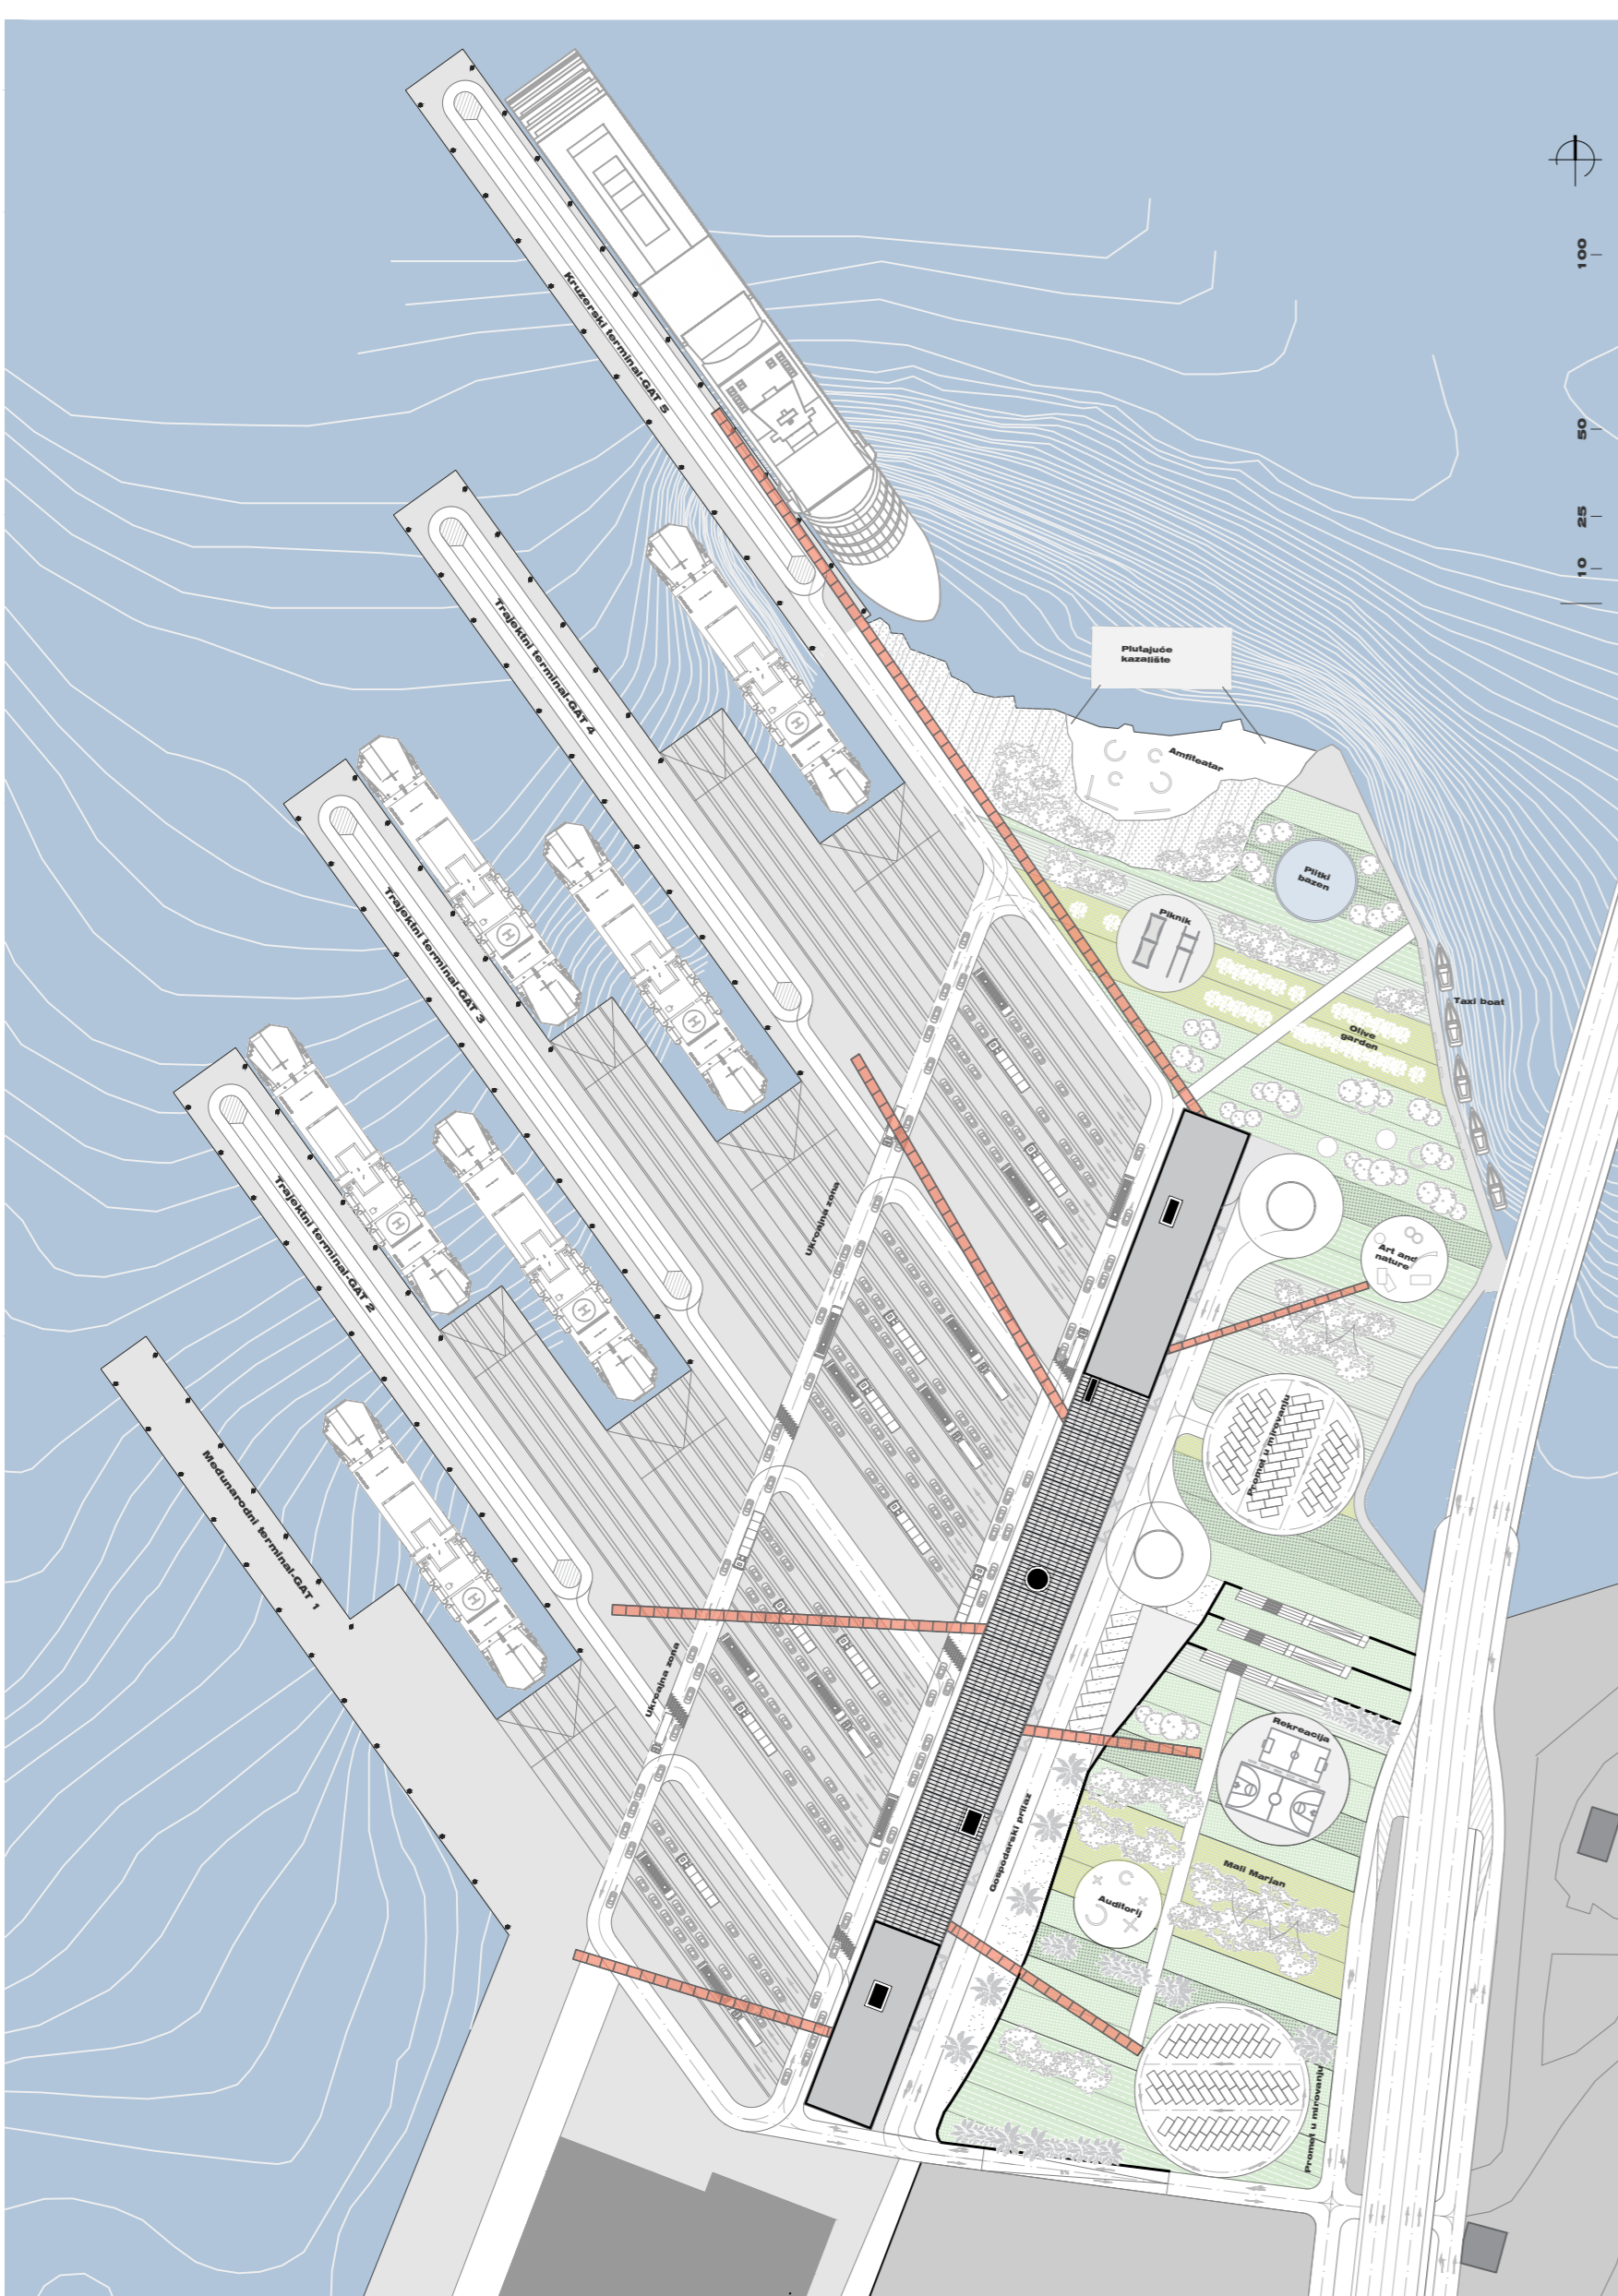 100
50
25
10
Kruzerski terminal-GAT 5
Trajektni terminal-GAT 4
Plutajuće
kazalište
Amfiteatar
Plitki
bazen
Piknik
Trajektni terminal-GAT 3
Taxi boat
Olive
garden
Ukrcajna zona
Art and
nature
Trajektni terminal-GAT 2
Promet u mirovanju
Međunarodni terminal-GAT 1
Ukrcajna zona
Rekreacija
Gospodarski prilaz
Mali Marjan
Auditorij
Promet u mirovanju
H
H
H
H
H
H